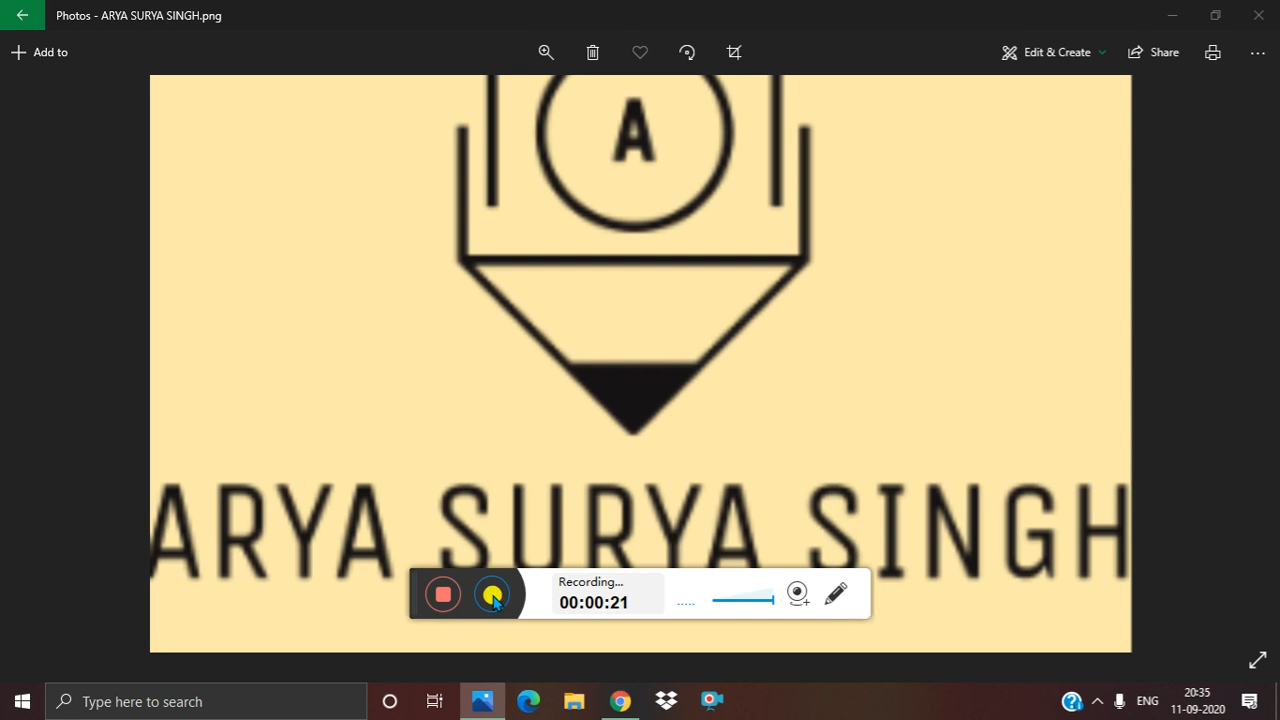 Photos - ARYA SURYA SINGH.png
Add to
Edit & Create
Share
A
ARYA SURYA SINGH
Recording...
00:00:21
Type here to search
ENG
20:35
11-09-2020